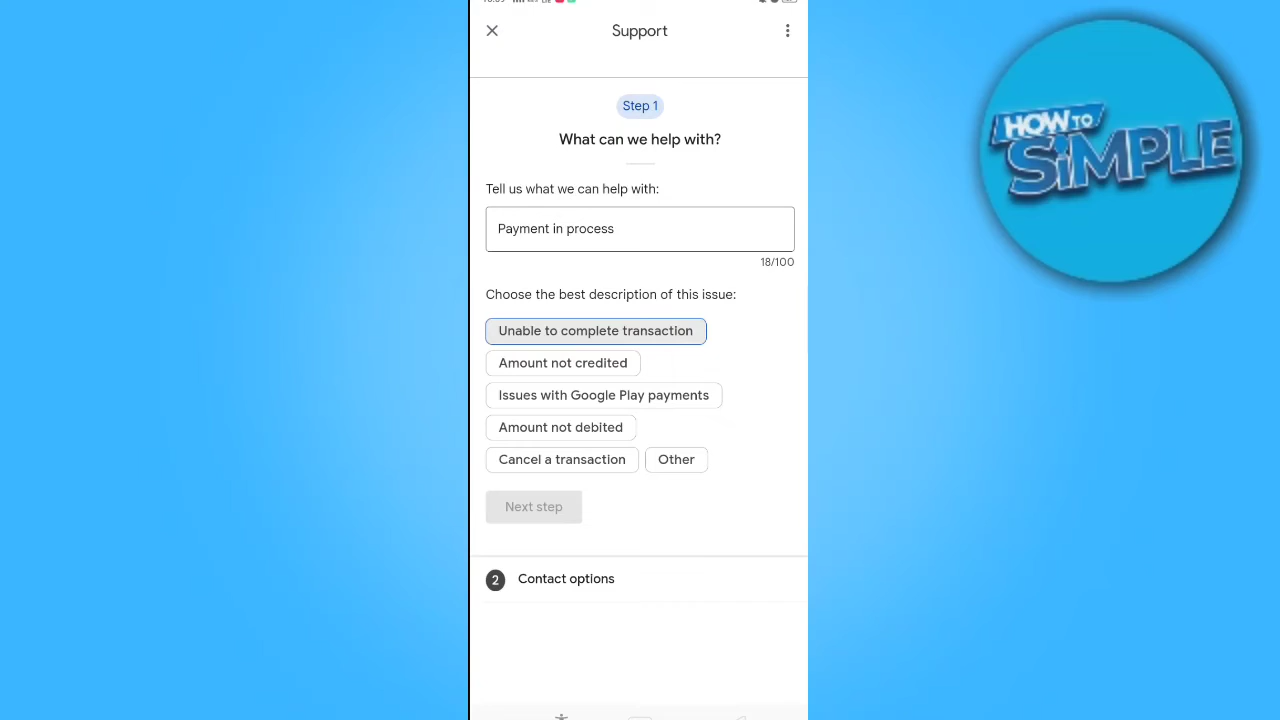 Support
Step 1
What can we help with?
Tell us what we can help with:
Payment in process
18/100
Choose the best description of this issue:
Unable to complete transaction
Amount not credited
Issues with Google Play payments
Amount not debited
Cancel a transaction
Other
Next step
2 Contact options
HOW TO
SIMPLE